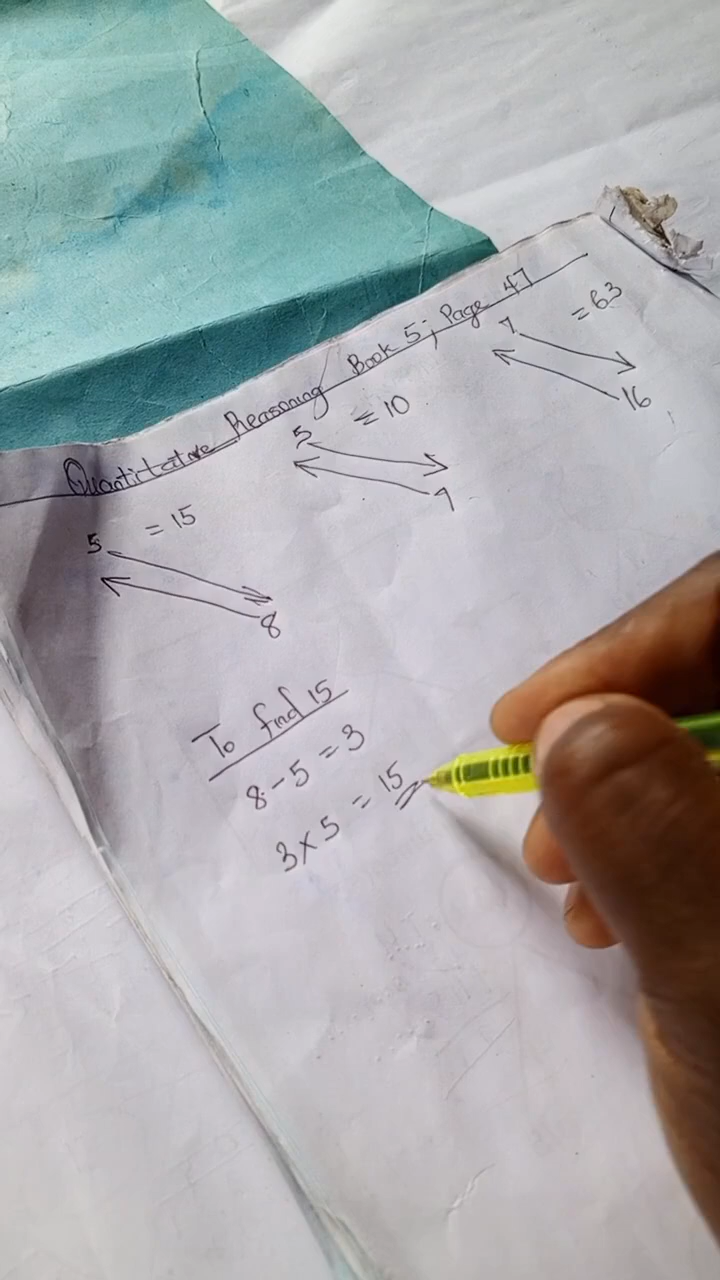 Quantitative Reasoning Book 5; Page 47
5 = 15
8
5 = 10
7
7 = 63
16
To find 15
8-5 = 3
3 x 5 = 15